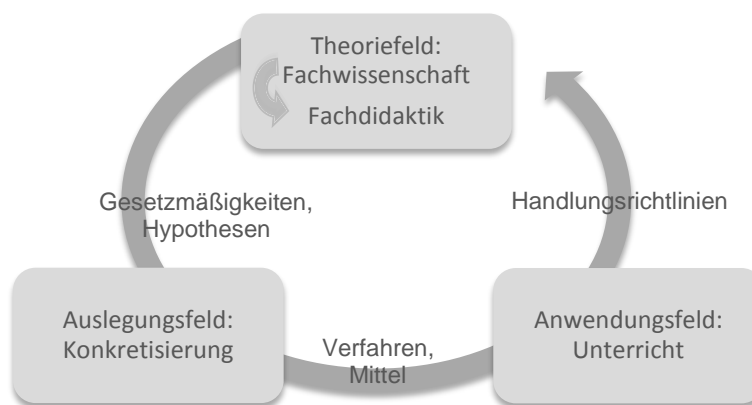 Theoriefeld:
Fachwissenschaft
Fachdidaktik
Gesetzmäßigkeiten,
Hypothesen
Handlungsrichtlinien
Auslegungsfeld:
Konkretisierung
Verfahren,
Mittel
Anwendungsfeld:
Unterricht